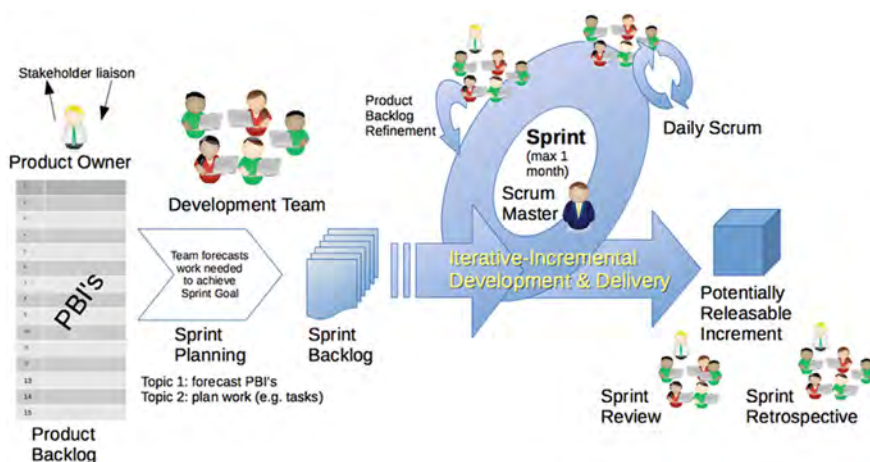 Stakeholder liaison
Product Owner
PBI's
13
14
15
Product
Backlog
Development Team
Team forecasts
work needed
to achieve
Sprint Goal
Sprint
Planning
Topic 1: forecast PBI's
Topic 2: plan work (e.g. tasks)
Sprint
Backlog
Product
Backlog
Refinement
Sprint
(max 1
month)
Scrum
Master
Daily Scrum
Iterative-Incremental
Development & Delivery
Potentially
Releasable
Increment
Sprint
Review
Sprint
Retrospective